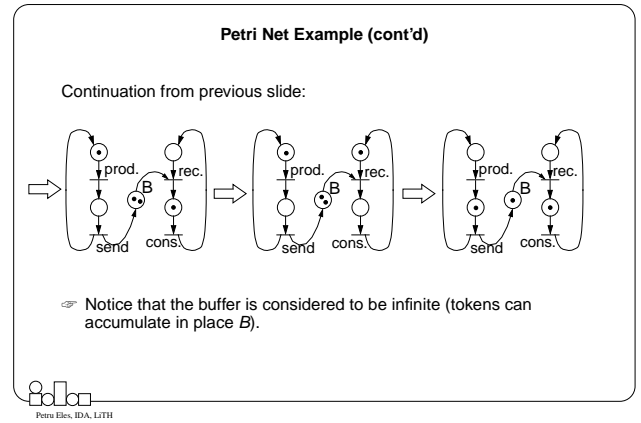 Petri Net Example (cont'd)
Continuation from previous slide:
prod.
rec.
B
send
cons.
prod.
rec.
B
send
cons.
prod.
rec.
B
send
cons.
☞ Notice that the buffer is considered to be infinite (tokens can
accumulate in place B).
Petru Eles, IDA, LiTH